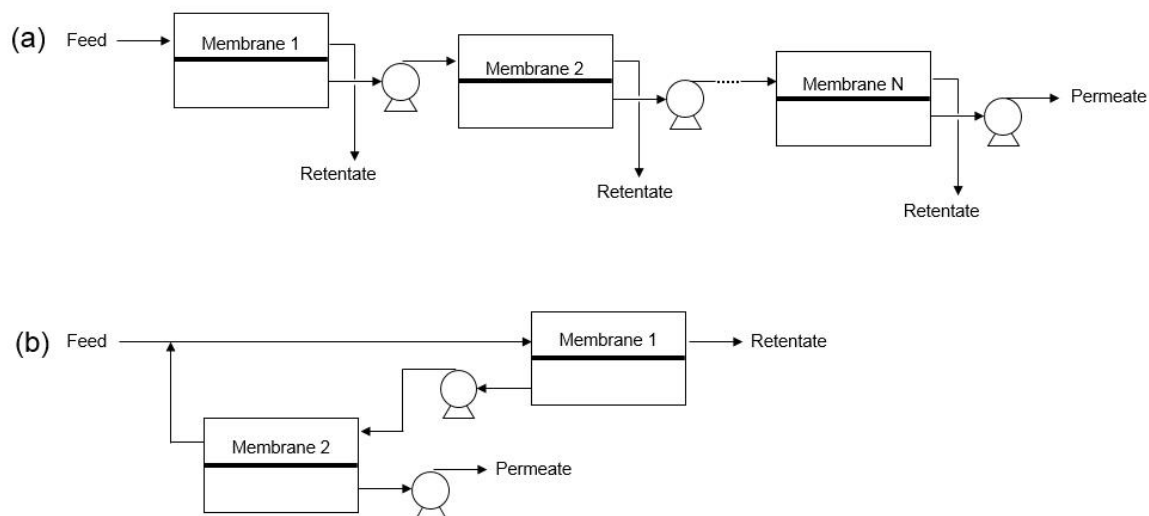 (a) Feed Membrane 1 Membrane 2 Membrane N Permeate
Retentate Retentate Retentate
(b) Feed Membrane 1 Retentate
Membrane 2 Permeate